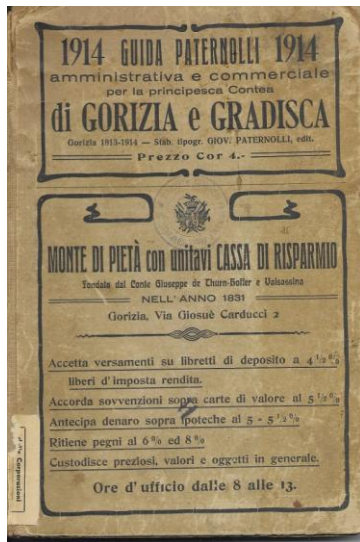 1914 GUIDA PATERNOLLI 1914
amministrativa e commerciale
per la principesca Contea
di GORIZIA e GRADISCA
Gorizia 1913-1914 — Stab. tipogr. GIOV. PATERNOLLI, edit.
Prezzo Cor 4.-
MONTE DI PIETÀ con unitavi CASSA DI RISPARMIO
fondata dal Conte Giuseppe de Thurn-Hoffer e Valsassina
NELL'ANNO 1831
Gorizia, Via Giosuè Carducci 2
Accetta versamenti su libretti di deposito a 4 1/2 %
liberi d'imposta rendita.
Accorda sovvenzioni sopra carte di valore al 5 1/2 %
Antecipa denaro sopra ipoteche al 5 - 5 1/2 %
Ritiene pegni al 6% ed 8%
Custodisce preziosi, valori e oggetti in generale.
Ore d'ufficio dalle 8 alle 13.
Corporazioni